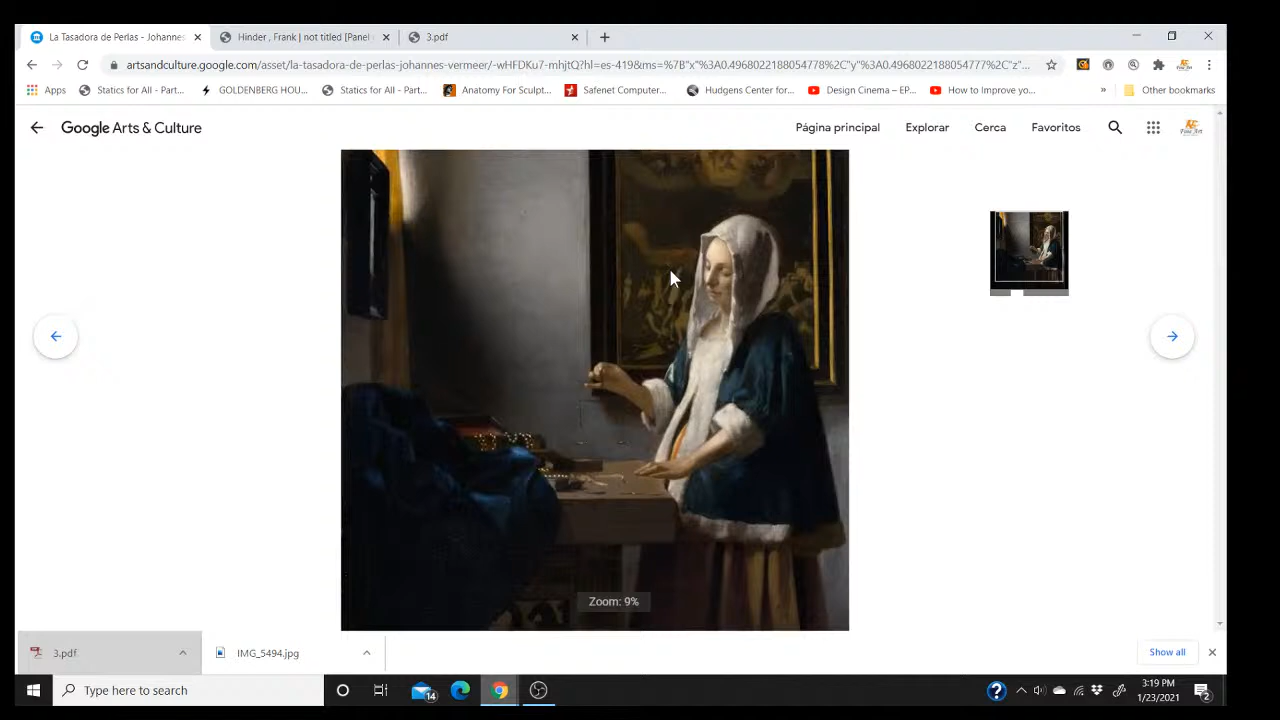 La Tasadora de Perlas - Johannes
Hinder , Frank | not titled [Panel
3.pdf
artsandculture.google.com/asset/la-tasadora-de-perlas-johannes-vermeer/-wHFDKu7-mhjtQ?hl=es-419&ms=%7B"x"%3A0.4968022188054778%2C"y"%3A0.4968022188054777%2C"z"...
Apps
Statics for All - Part...
GOLDENBERG HOU...
Statics for All - Part...
Anatomy For Sculpt...
Safenet Computer...
Hudgens Center for...
Design Cinema – EP...
How to Improve yo...
»
Other bookmarks
Google Arts & Culture
Página principal
Explorar
Cerca
Favoritos
Zoom: 9%
3.pdf
IMG_5494.jpg
Show all
Type here to search
14
3:19 PM
1/23/2021
2